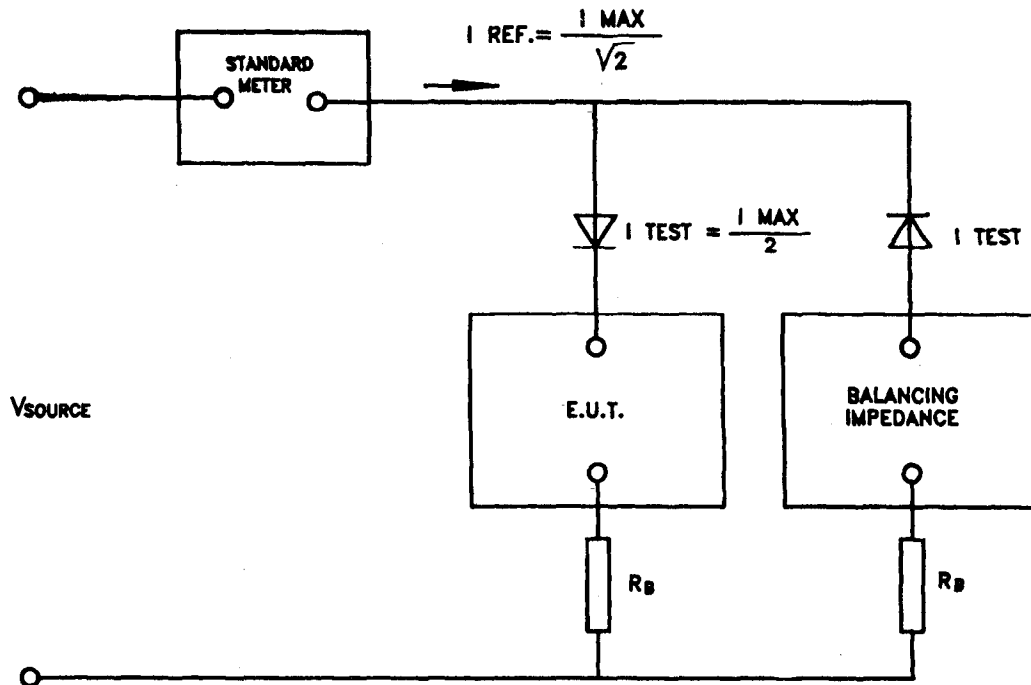 I REF.= I MAX
√2
STANDARD
METER
I TEST = I MAX
2
I TEST
VSOURCE
E.U.T.
BALANCING
IMPEDANCE
RB
RB